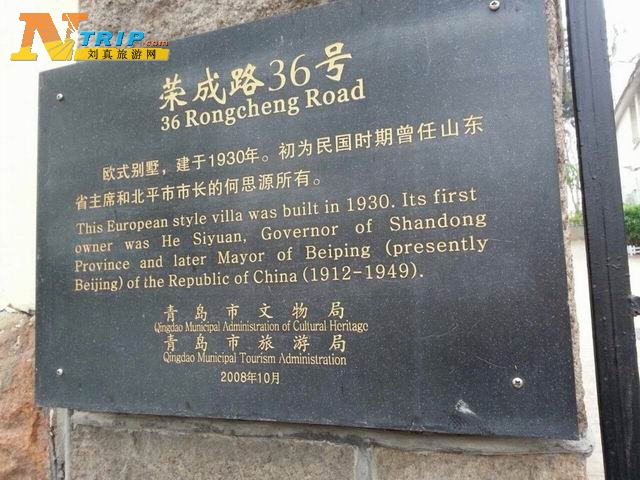 NTRIP.com
刘真旅游网
荣成路36号
36 Rongcheng Road
欧式别墅，建于1930年。初为民国时期曾任山东
省主席和北平市市长的何思源所有。
This European style villa was built in 1930. Its first
owner was He Siyuan, Governor of Shandong
Province and later Mayor of Beiping (presently
Beijing) of the Republic of China (1912-1949).
青岛市文物局
Qingdao Municipal Administration of Cultural Heritage
青岛市旅游局
Qingdao Municipal Tourism Administration
2008年10月